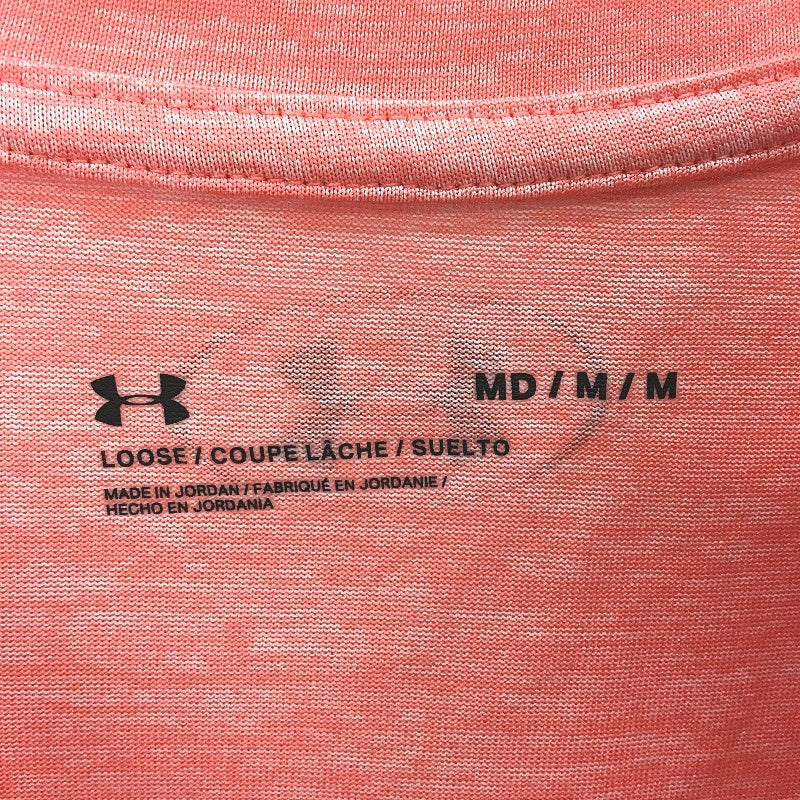 MD / M / M
LOOSE / COUPE LÂCHE / SUELTO
MADE IN JORDAN / FABRIQUÉ EN JORDANIE /
HECHO EN JORDANIA